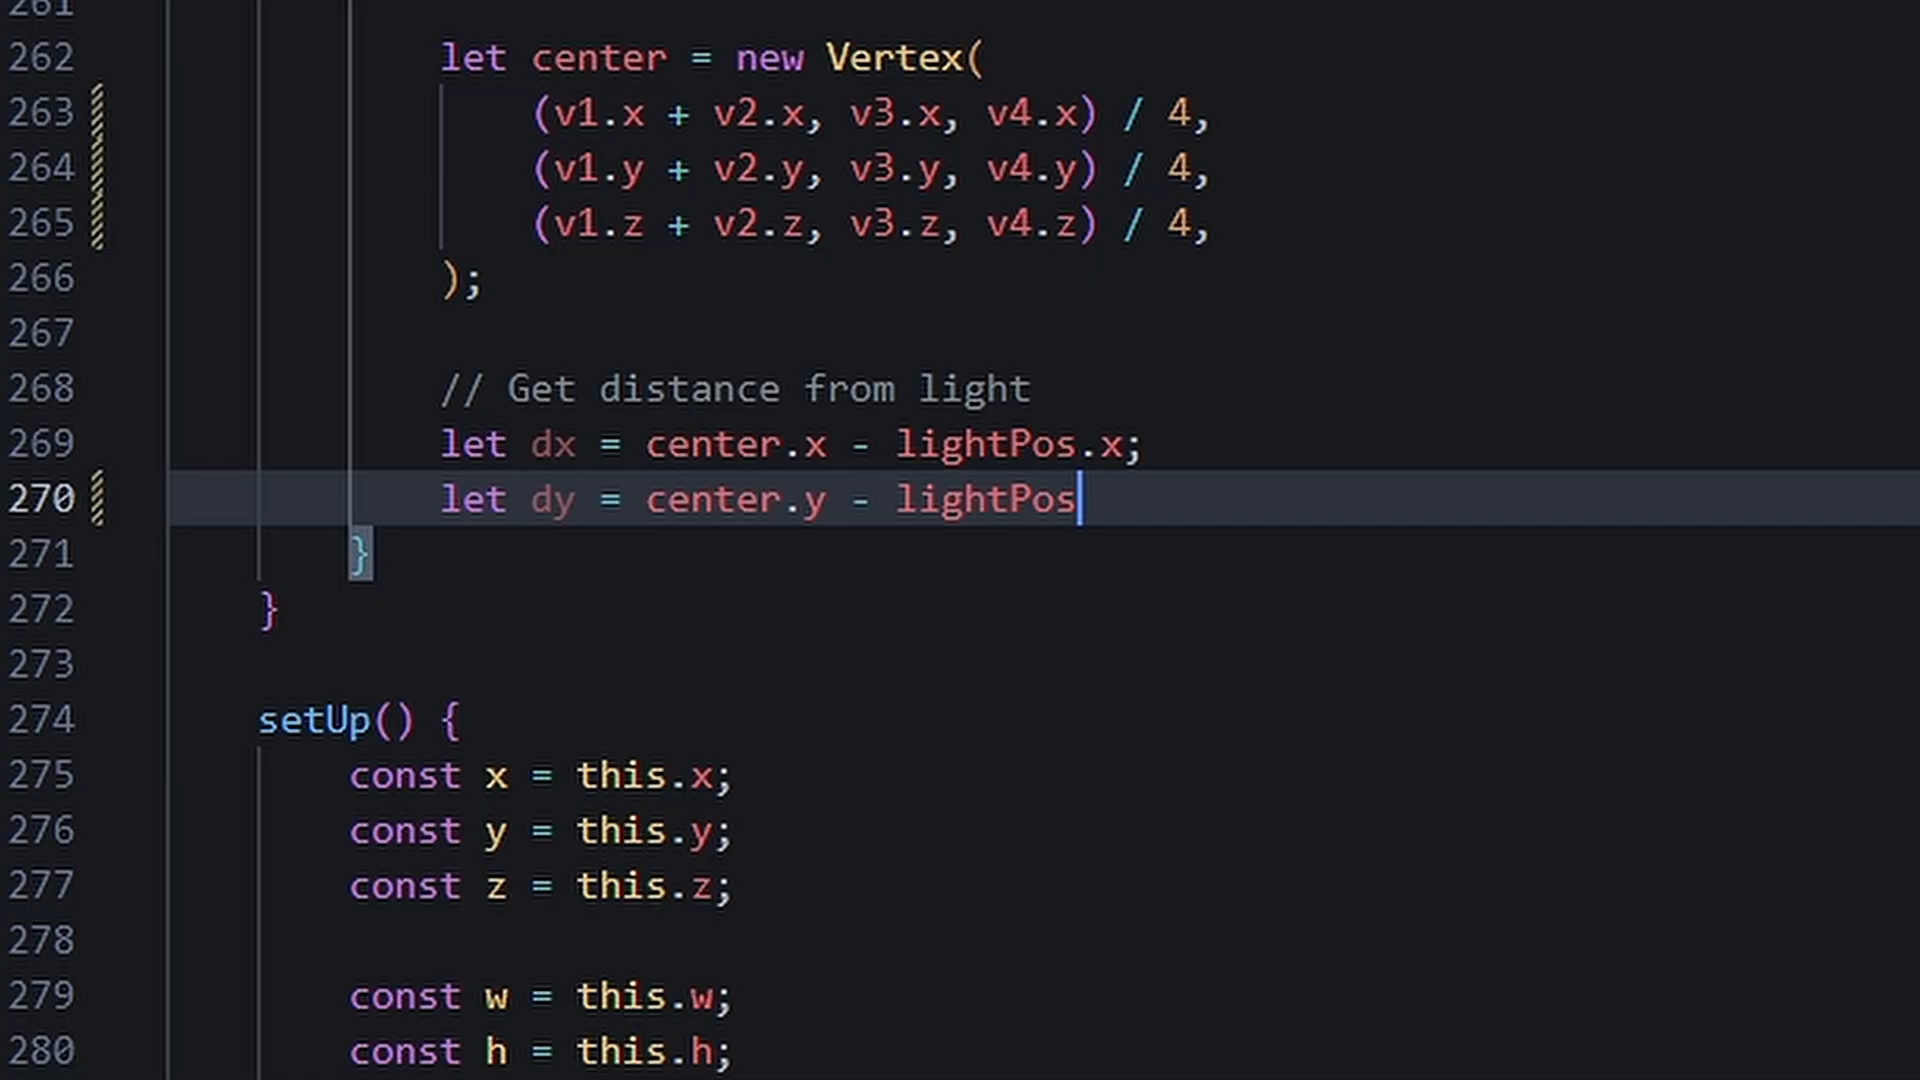 261
262 let center = new Vertex(
263 (v1.x + v2.x, v3.x, v4.x) / 4,
264 (v1.y + v2.y, v3.y, v4.y) / 4,
265 (v1.z + v2.z, v3.z, v4.z) / 4,
266 );
267
268 // Get distance from light
269 let dx = center.x - lightPos.x;
270 let dy = center.y - lightPos
271 }
272 }
273
274 setUp() {
275 const x = this.x;
276 const y = this.y;
277 const z = this.z;
278
279 const w = this.w;
280 const h = this.h;